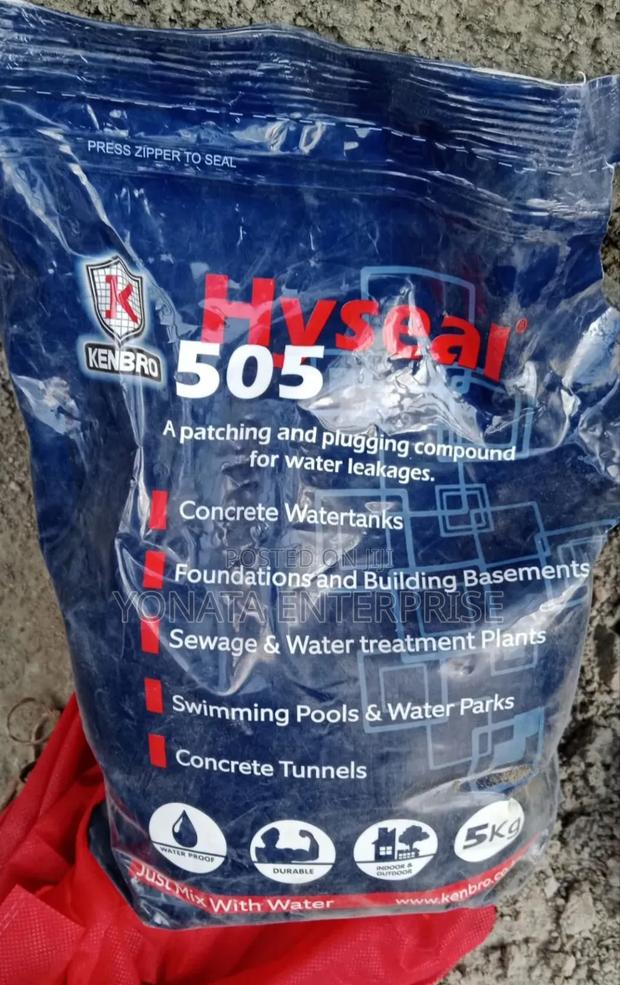 PRESS ZIPPER TO SEAL
K
KENBRO
Hyseal®
505
A patching and plugging compound
for water leakages.
Concrete Watertanks
POSTED ON
Foundations and Building Basements
YONATA ENTERPRISE
Sewage & Water treatment Plants
Swimming Pools & Water Parks
Concrete Tunnels
WATER PROOF
DURABLE
INDOOR &
OUTDOOR
5Kg
Just Mix With Water
www.kenbro.co